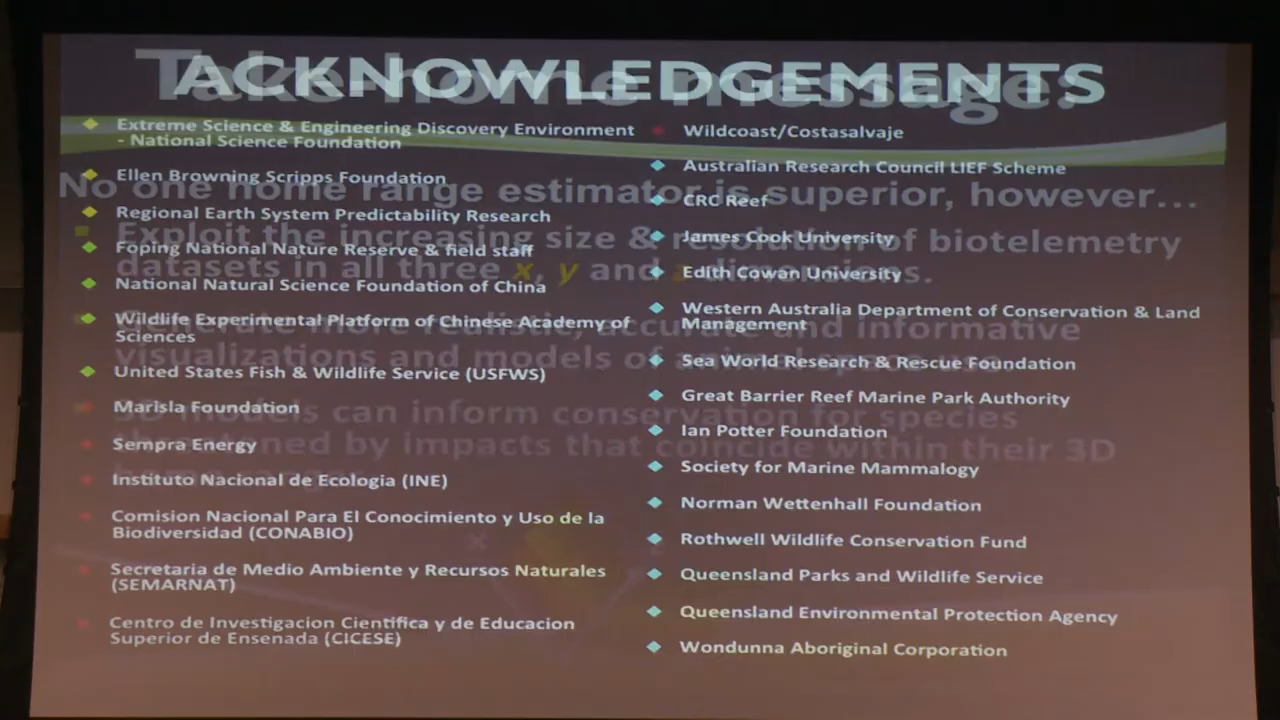 ACKNOWLEDGEMENTS
Extreme Science & Engineering Discovery Environment
- National Science Foundation
Ellen Browning Scripps Foundation
Regional Earth System Predictability Research
Foping National Nature Reserve & field staff
National Natural Science Foundation of China
Wildlife Experimental Platform of Chinese Academy of
Sciences
United States Fish & Wildlife Service (USFWS)
Marisla Foundation
Sempra Energy
Instituto Nacional de Ecologia (INE)
Comision Nacional Para El Conocimiento y Uso de la
Biodiversidad (CONABIO)
Secretaria de Medio Ambiente y Recursos Naturales
(SEMARNAT)
Centro de Investigacion Cientifica y de Educacion
Superior de Ensenada (CICESE)
Wildcoast/Costasalvaje
Australian Research Council LIEF Scheme
CRC Reef
James Cook University
Edith Cowan University
Western Australia Department of Conservation & Land
Management
Sea World Research & Rescue Foundation
Great Barrier Reef Marine Park Authority
Ian Potter Foundation
Society for Marine Mammalogy
Norman Wettenhall Foundation
Rothwell Wildlife Conservation Fund
Queensland Parks and Wildlife Service
Queensland Environmental Protection Agency
Wondunna Aboriginal Corporation
Take-home message:
No one home range estimator is superior, however...
Exploit the increasing size & of biotelemetry
datasets in all three x, y and dimensions.
more realistic, accurate and informative
visualizations and models of
3D models can inform conservation for species
by impacts that coincide within their 3D
home